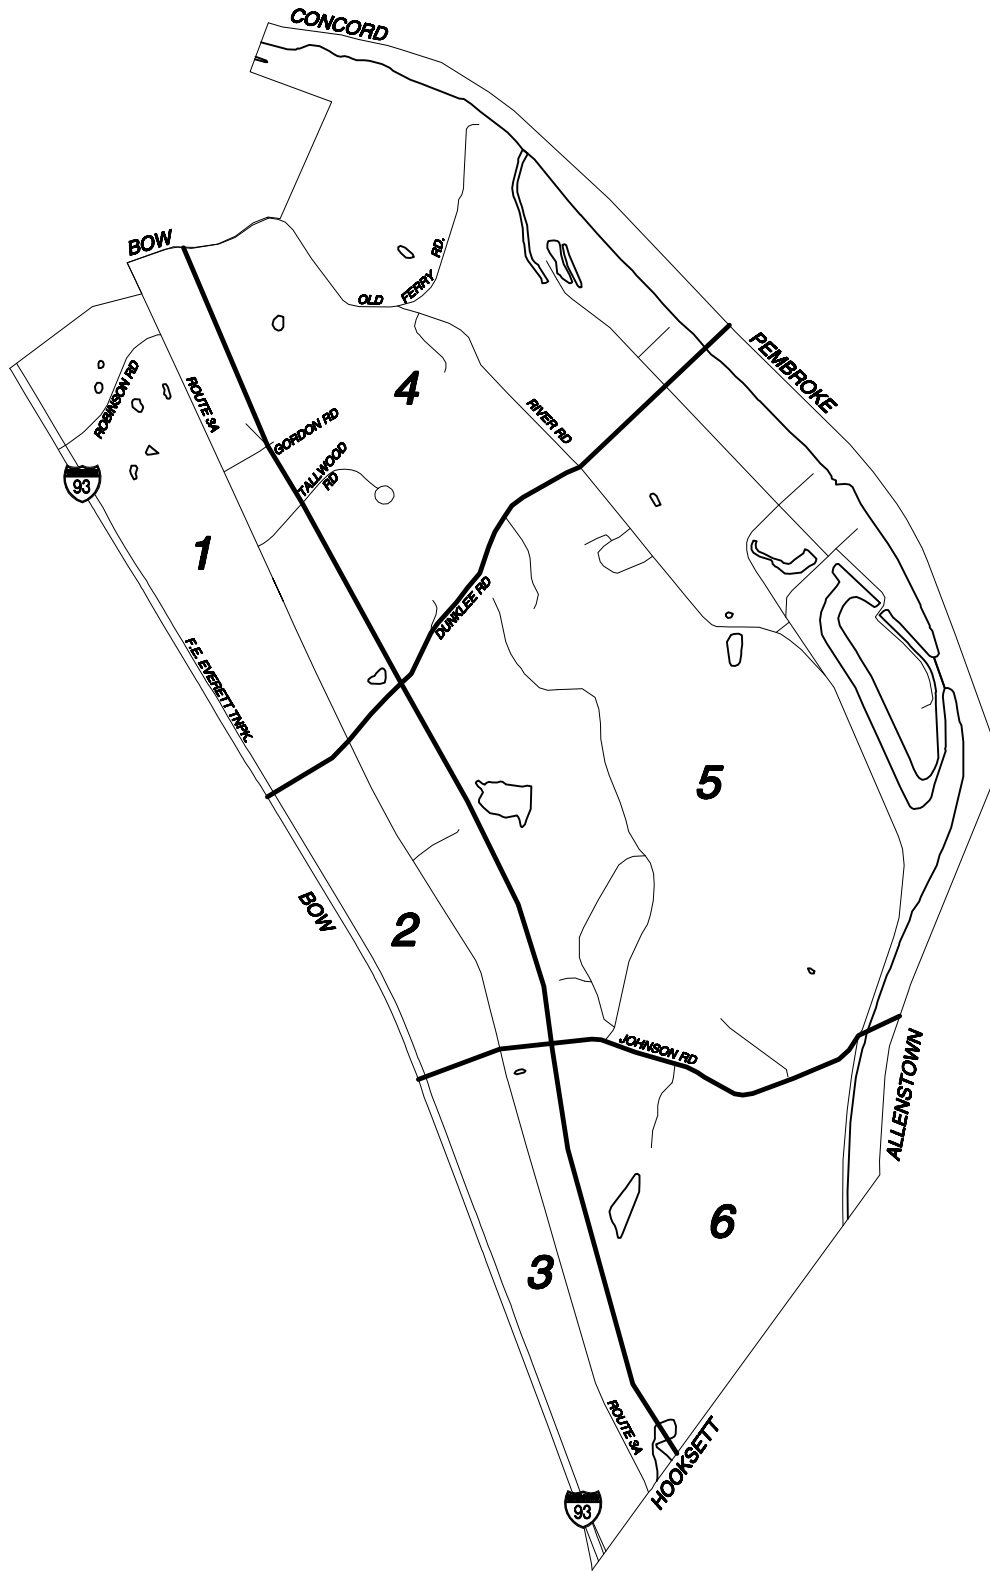 CONCORD
BOW
OLD
FERRY
RD.
PEMBROKE
ROBINSON RD
ROUTE 3A
4
RIVER RD
GORDON RD
TALLWOOD
RD
93
1
DUNKLEE RD
F.E. EVERETT TNPK.
5
BOW
2
JOHNSON RD
ALLENSTOWN
6
3
ROUTE 3A
HOOKSETT
93